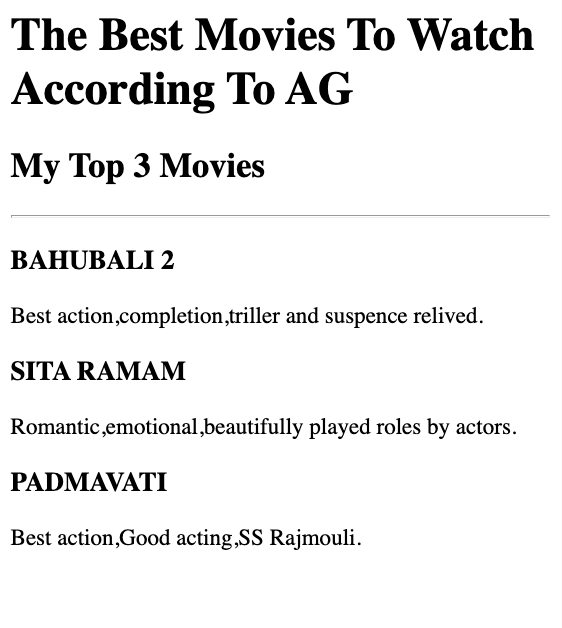 The Best Movies To Watch
According To AG
My Top 3 Movies
BAHUBALI 2
Best action,completion,triller and suspence relived.
SITA RAMAM
Romantic,emotional,beautifully played roles by actors.
PADMAVATI
Best action,Good acting,SS Rajmouli.